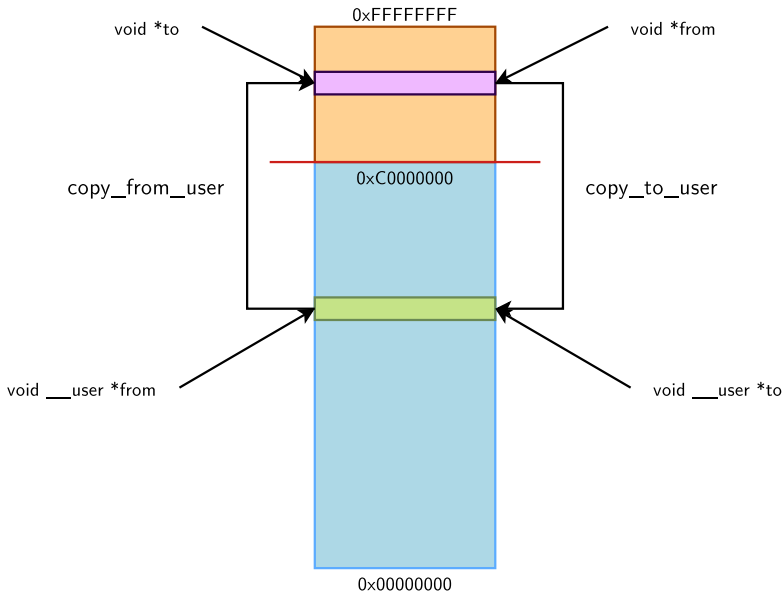 0xFFFFFFFF
void *to
void *from
0xC0000000
copy_from_user
copy_to_user
void __user *from
void __user *to
0x00000000